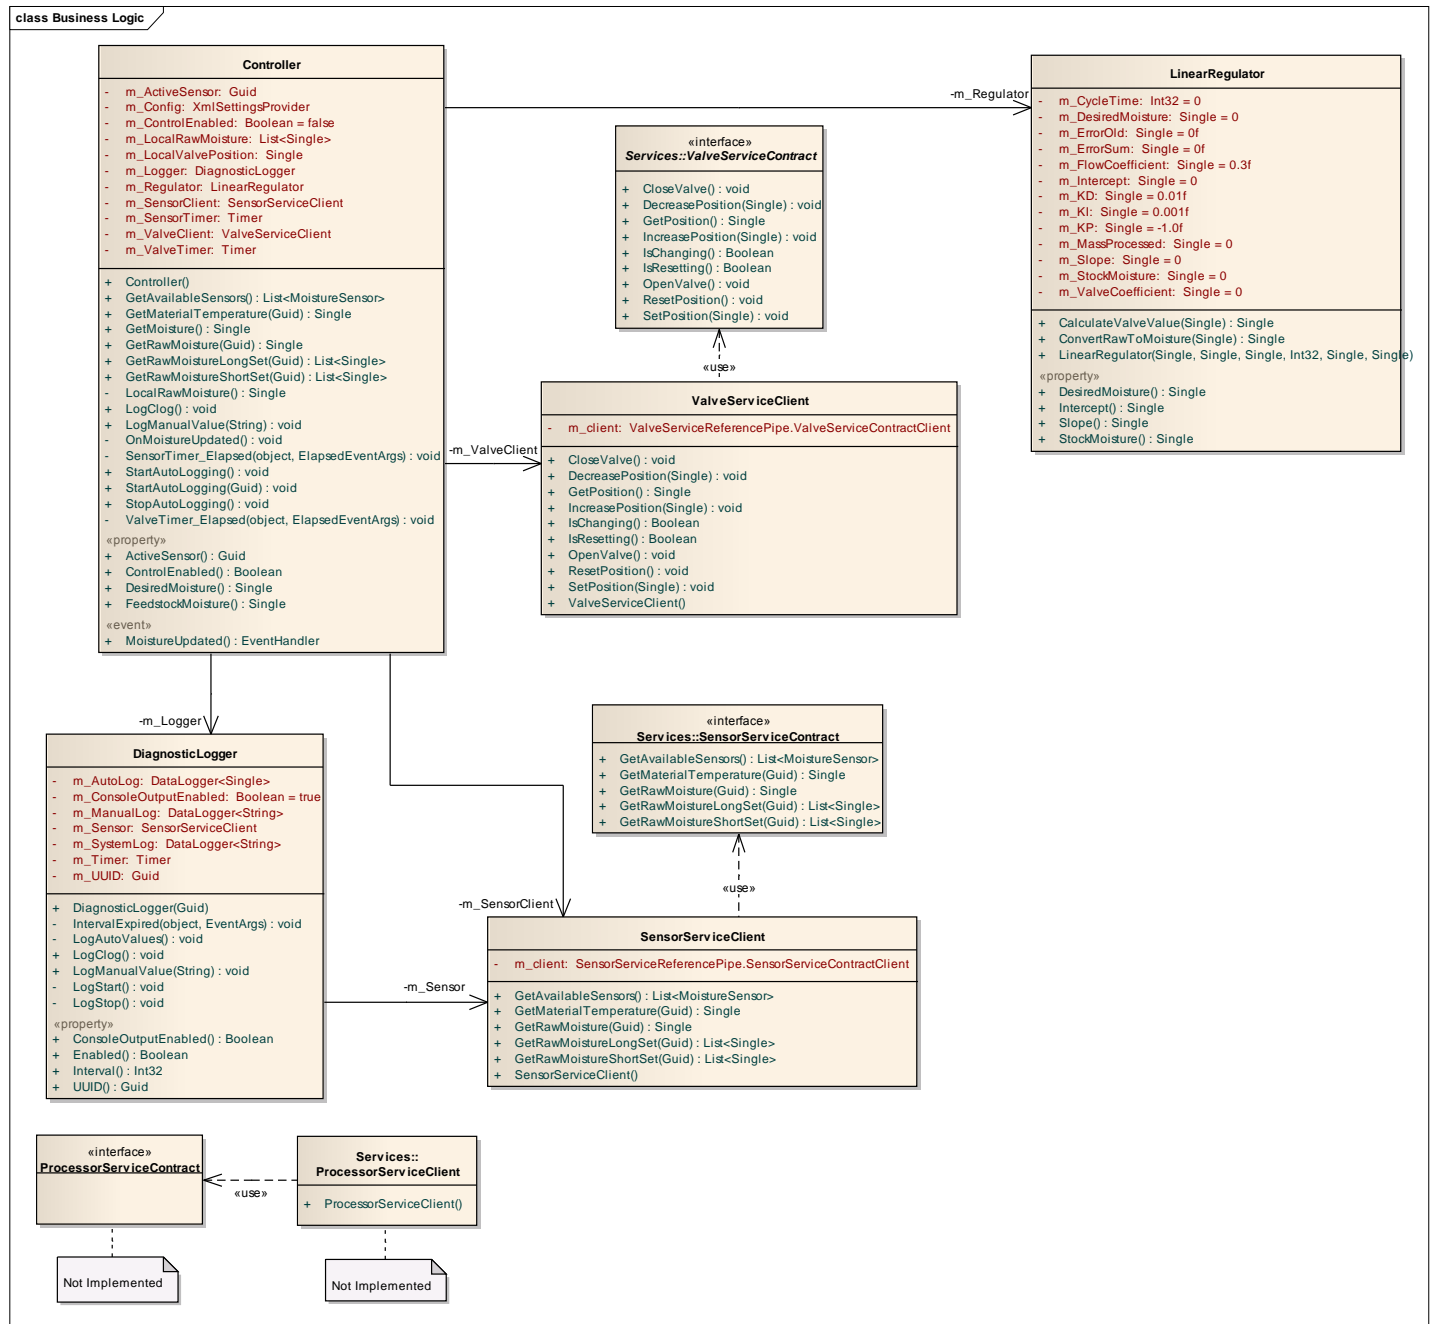 class Business Logic
Controller
- m_ActiveSensor: Guid
- m_Config: XmlSettingsProvider
- m_ControlEnabled: Boolean = false
- m_LocalRawMoisture: List<Single>
- m_LocalValvePosition: Single
- m_Logger: DiagnosticLogger
- m_Regulator: LinearRegulator
- m_SensorClient: SensorServiceClient
- m_SensorTimer: Timer
- m_ValveClient: ValveServiceClient
- m_ValveTimer: Timer
+ Controller()
+ GetAvailableSensors() : List<MoistureSensor>
+ GetMaterialTemperature(Guid) : Single
+ GetMoisture() : Single
+ GetRawMoisture(Guid) : Single
+ GetRawMoistureLongSet(Guid) : List<Single>
+ GetRawMoistureShortSet(Guid) : List<Single>
- LocalRawMoisture() : Single
+ LogClog() : void
+ LogManualValue(String) : void
- OnMoistureUpdated() : void
- SensorTimer_Elapsed(object, ElapsedEventArgs) : void
+ StartAutoLogging() : void
+ StartAutoLogging(Guid) : void
+ StopAutoLogging() : void
- ValveTimer_Elapsed(object, ElapsedEventArgs) : void
«property»
+ ActiveSensor() : Guid
+ ControlEnabled() : Boolean
+ DesiredMoisture() : Single
+ FeedstockMoisture() : Single
«event»
+ MoistureUpdated() : EventHandler
-m_Regulator
LinearRegulator
- m_CycleTime: Int32 = 0
- m_DesiredMoisture: Single = 0
- m_ErrorOld: Single = 0f
- m_ErrorSum: Single = 0f
- m_FlowCoefficient: Single = 0.3f
- m_Intercept: Single = 0
- m_KD: Single = 0.01f
- m_KI: Single = 0.001f
- m_KP: Single = -1.0f
- m_MassProcessed: Single = 0
- m_Slope: Single = 0
- m_StockMoisture: Single = 0
- m_ValveCoefficient: Single = 0
+ CalculateValveValue(Single) : Single
+ ConvertRawToMoisture(Single) : Single
+ LinearRegulator(Single, Single, Single, Int32, Single, Single)
«property»
+ DesiredMoisture() : Single
+ Intercept() : Single
+ Slope() : Single
+ StockMoisture() : Single
«interface»
Services::ValveServiceContract
+ CloseValve() : void
+ DecreasePosition(Single) : void
+ GetPosition() : Single
+ IncreasePosition(Single) : void
+ IsChanging() : Boolean
+ IsResetting() : Boolean
+ OpenValve() : void
+ ResetPosition() : void
+ SetPosition(Single) : void
«use»
-m_ValveClient
ValveServiceClient
- m_client: ValveServiceReferencePipe.ValveServiceContractClient
+ CloseValve() : void
+ DecreasePosition(Single) : void
+ GetPosition() : Single
+ IncreasePosition(Single) : void
+ IsChanging() : Boolean
+ IsResetting() : Boolean
+ OpenValve() : void
+ ResetPosition() : void
+ SetPosition(Single) : void
+ ValveServiceClient()
-m_Logger
DiagnosticLogger
- m_AutoLog: DataLogger<Single>
- m_ConsoleOutputEnabled: Boolean = true
- m_ManualLog: DataLogger<String>
- m_Sensor: SensorServiceClient
- m_SystemLog: DataLogger<String>
- m_Timer: Timer
- m_UUID: Guid
+ DiagnosticLogger(Guid)
- IntervalExpired(object, EventArgs) : void
- LogAutoValues() : void
+ LogClog() : void
+ LogManualValue(String) : void
- LogStart() : void
- LogStop() : void
«property»
+ ConsoleOutputEnabled() : Boolean
+ Enabled() : Boolean
+ Interval() : Int32
+ UUID() : Guid
«interface»
Services::SensorServiceContract
+ GetAvailableSensors() : List<MoistureSensor>
+ GetMaterialTemperature(Guid) : Single
+ GetRawMoisture(Guid) : Single
+ GetRawMoistureLongSet(Guid) : List<Single>
+ GetRawMoistureShortSet(Guid) : List<Single>
«use»
-m_SensorClient
-m_Sensor
SensorServiceClient
- m_client: SensorServiceReferencePipe.SensorServiceContractClient
+ GetAvailableSensors() : List<MoistureSensor>
+ GetMaterialTemperature(Guid) : Single
+ GetRawMoisture(Guid) : Single
+ GetRawMoistureLongSet(Guid) : List<Single>
+ GetRawMoistureShortSet(Guid) : List<Single>
+ SensorServiceClient()
«interface»
ProcessorServiceContract
«use»
Services::
ProcessorServiceClient
+ ProcessorServiceClient()
Not Implemented
Not Implemented